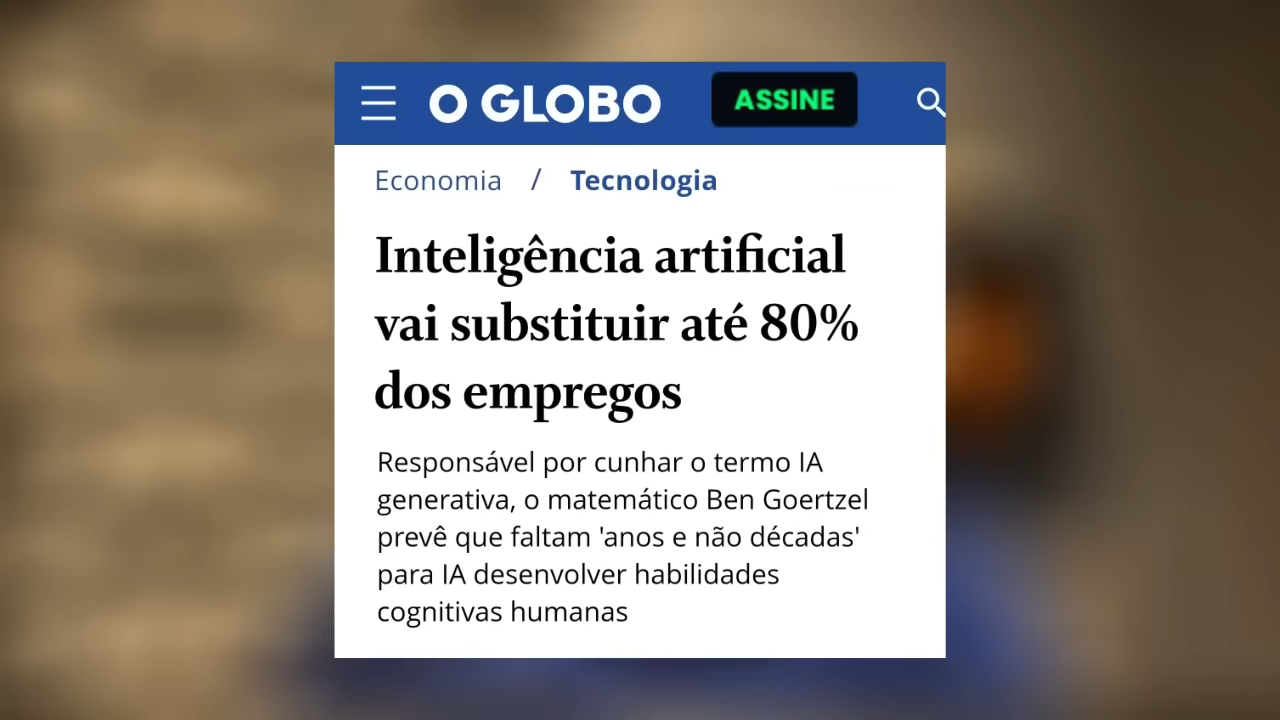 O GLOBO
ASSINE
Economia / Tecnologia
Inteligência artificial
vai substituir até 80%
dos empregos
Responsável por cunhar o termo IA
generativa, o matemático Ben Goertzel
prevê que faltam 'anos e não décadas'
para IA desenvolver habilidades
cognitivas humanas